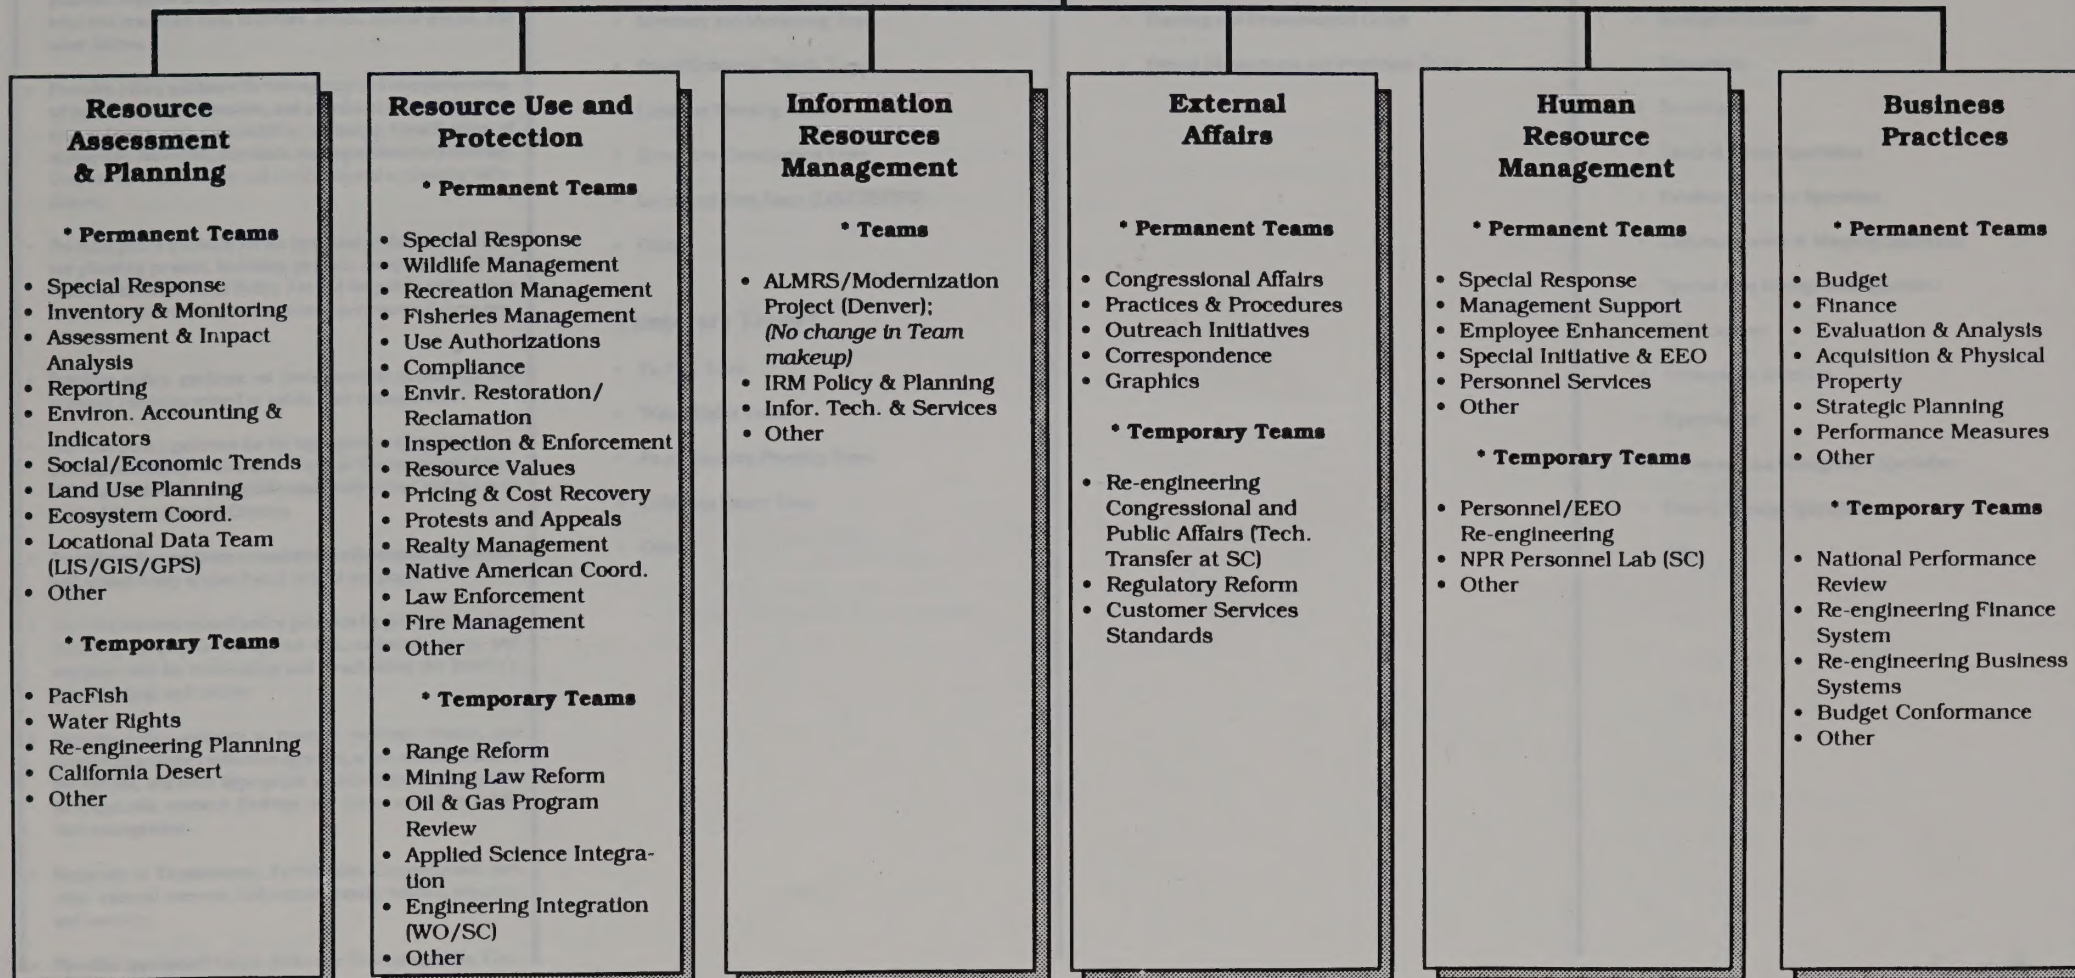 Resource
Assessment
& Planning
* Permanent Teams
• Special Response
• Inventory & Monitoring
• Assessment & Impact
Analysis
• Reporting
• Environ. Accounting &
Indicators
• Social/Economic Trends
• Land Use Planning
• Ecosystem Coord.
• Locational Data Team
(LIS/GIS/GPS)
• Other
* Temporary Teams
• PacFish
• Water Rights
• Re-engineering Planning
• California Desert
• Other
Resource Use and
Protection
* Permanent Teams
• Special Response
• Wildlife Management
• Recreation Management
• Fisheries Management
• Use Authorizations
• Compliance
• Envir. Restoration/
Reclamation
• Inspection & Enforcement
• Resource Values
• Pricing & Cost Recovery
• Protests and Appeals
• Realty Management
• Native American Coord.
• Law Enforcement
• Fire Management
• Other
* Temporary Teams
• Range Reform
• Mining Law Reform
• Oil & Gas Program
Review
• Applied Science Integra-
tion
• Engineering Integration
(WO/SC)
• Other
Information
Resources
Management
* Teams
• ALMRS/Modernization
Project (Denver);
(No change in Team
makeup)
• IRM Policy & Planning
• Infor. Tech. & Services
• Other
External
Affairs
* Permanent Teams
• Congressional Affairs
• Practices & Procedures
• Outreach Initiatives
• Correspondence
• Graphics
* Temporary Teams
• Re-engineering
Congressional and
Public Affairs (Tech.
Transfer at SC)
• Regulatory Reform
• Customer Services
Standards
Human
Resource
Management
* Permanent Teams
• Special Response
• Management Support
• Employee Enhancement
• Special Initiative & EEO
• Personnel Services
• Other
* Temporary Teams
• Personnel/EEO
Re-engineering
• NPR Personnel Lab (SC)
• Other
Business
Practices
* Permanent Teams
• Budget
• Finance
• Evaluation & Analysis
• Acquisition & Physical
Property
• Strategic Planning
• Performance Measures
• Other
* Temporary Teams
• National Performance
Review
• Re-engineering Finance
System
• Re-engineering Business
Systems
• Budget Conformance
• Other